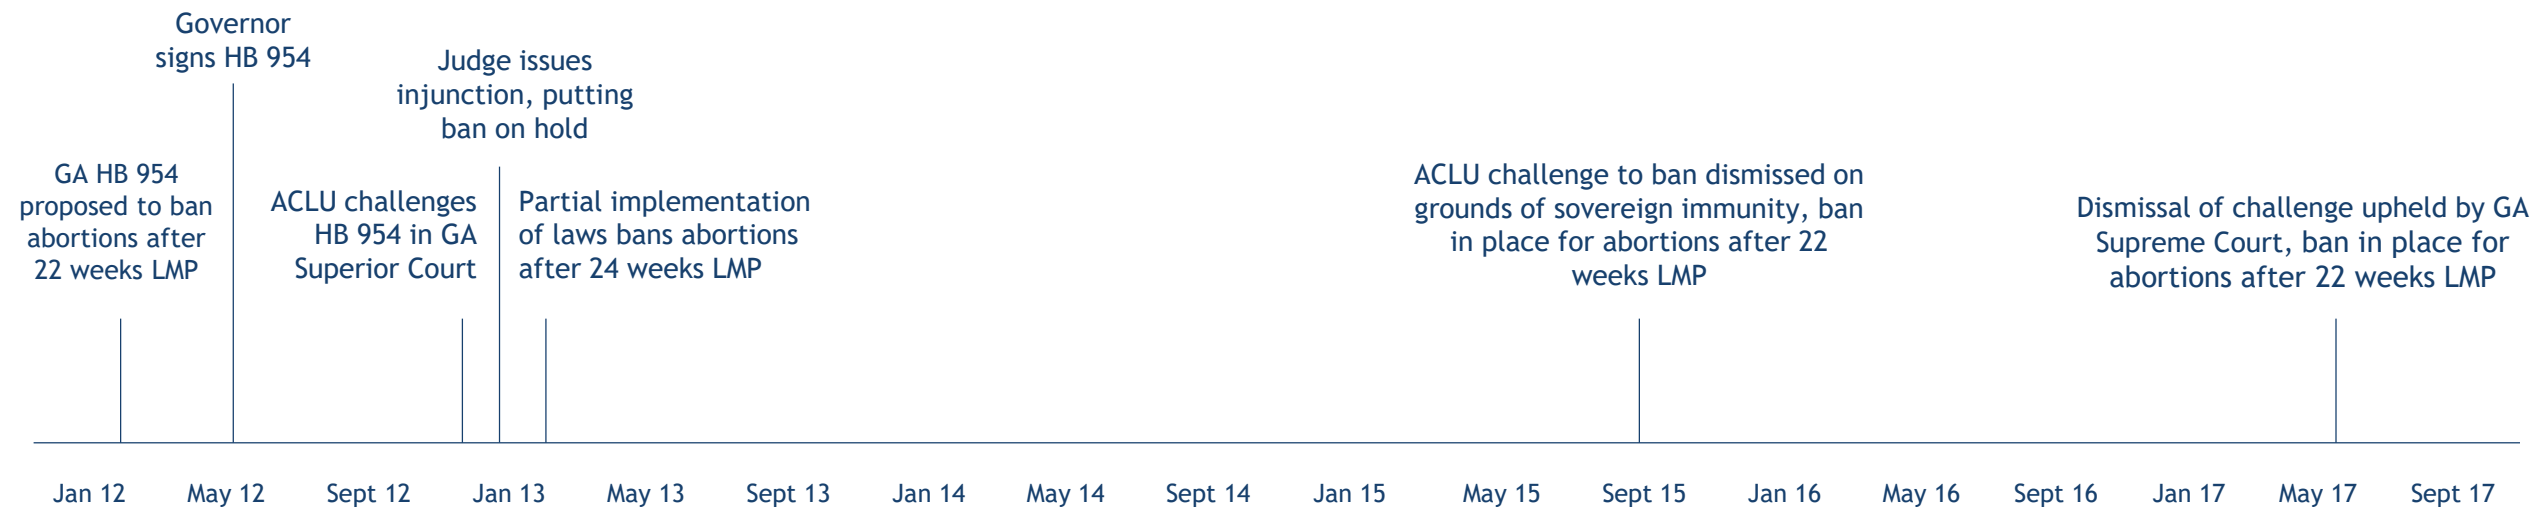 Governor
signs HB 954
Judge issues
injunction, putting
ban on hold
GA HB 954
proposed to ban
abortions after
22 weeks LMP
ACLU challenges
HB 954 in GA
Superior Court
Partial implementation
of laws bans abortions
after 24 weeks LMP
ACLU challenge to ban dismissed on
grounds of sovereign immunity, ban
in place for abortions after 22
weeks LMP
Dismissal of challenge upheld by GA
Supreme Court, ban in place for
abortions after 22 weeks LMP
Jan 12 May 12 Sept 12 Jan 13 May 13 Sept 13 Jan 14 May 14 Sept 14 Jan 15 May 15 Sept 15 Jan 16 May 16 Sept 16 Jan 17 May 17 Sept 17